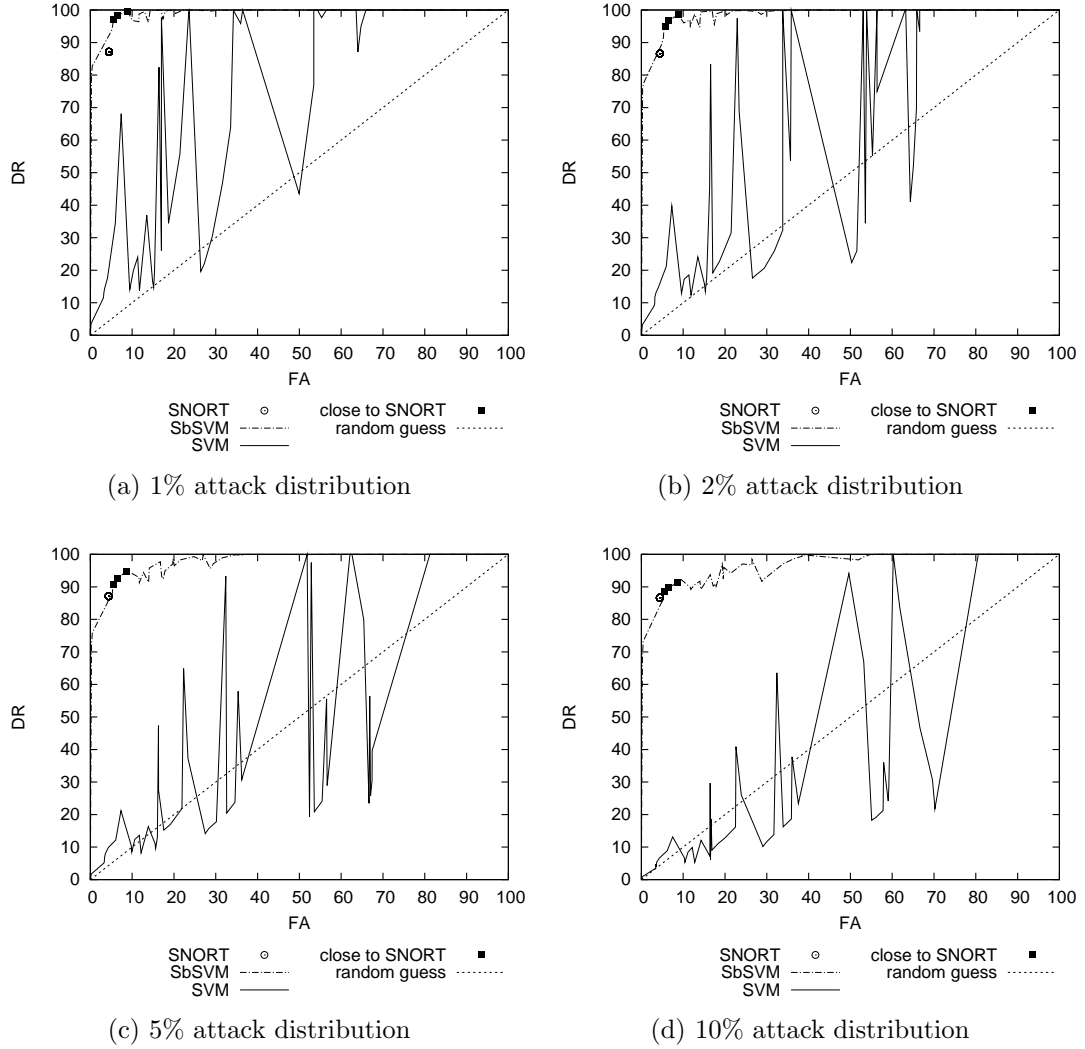 100
90
80
70
60
50
40
30
20
10
0
DR
0 10 20 30 40 50 60 70 80 90 100
FA
SNORT close to SNORT
SbSVM random guess
SVM
(a) 1% attack distribution
100
90
80
70
60
50
40
30
20
10
0
DR
0 10 20 30 40 50 60 70 80 90 100
FA
SNORT close to SNORT
SbSVM random guess
SVM
(b) 2% attack distribution
100
90
80
70
60
50
40
30
20
10
0
DR
0 10 20 30 40 50 60 70 80 90 100
FA
SNORT close to SNORT
SbSVM random guess
SVM
(c) 5% attack distribution
100
90
80
70
60
50
40
30
20
10
0
DR
0 10 20 30 40 50 60 70 80 90 100
FA
SNORT close to SNORT
SbSVM random guess
SVM
(d) 10% attack distribution